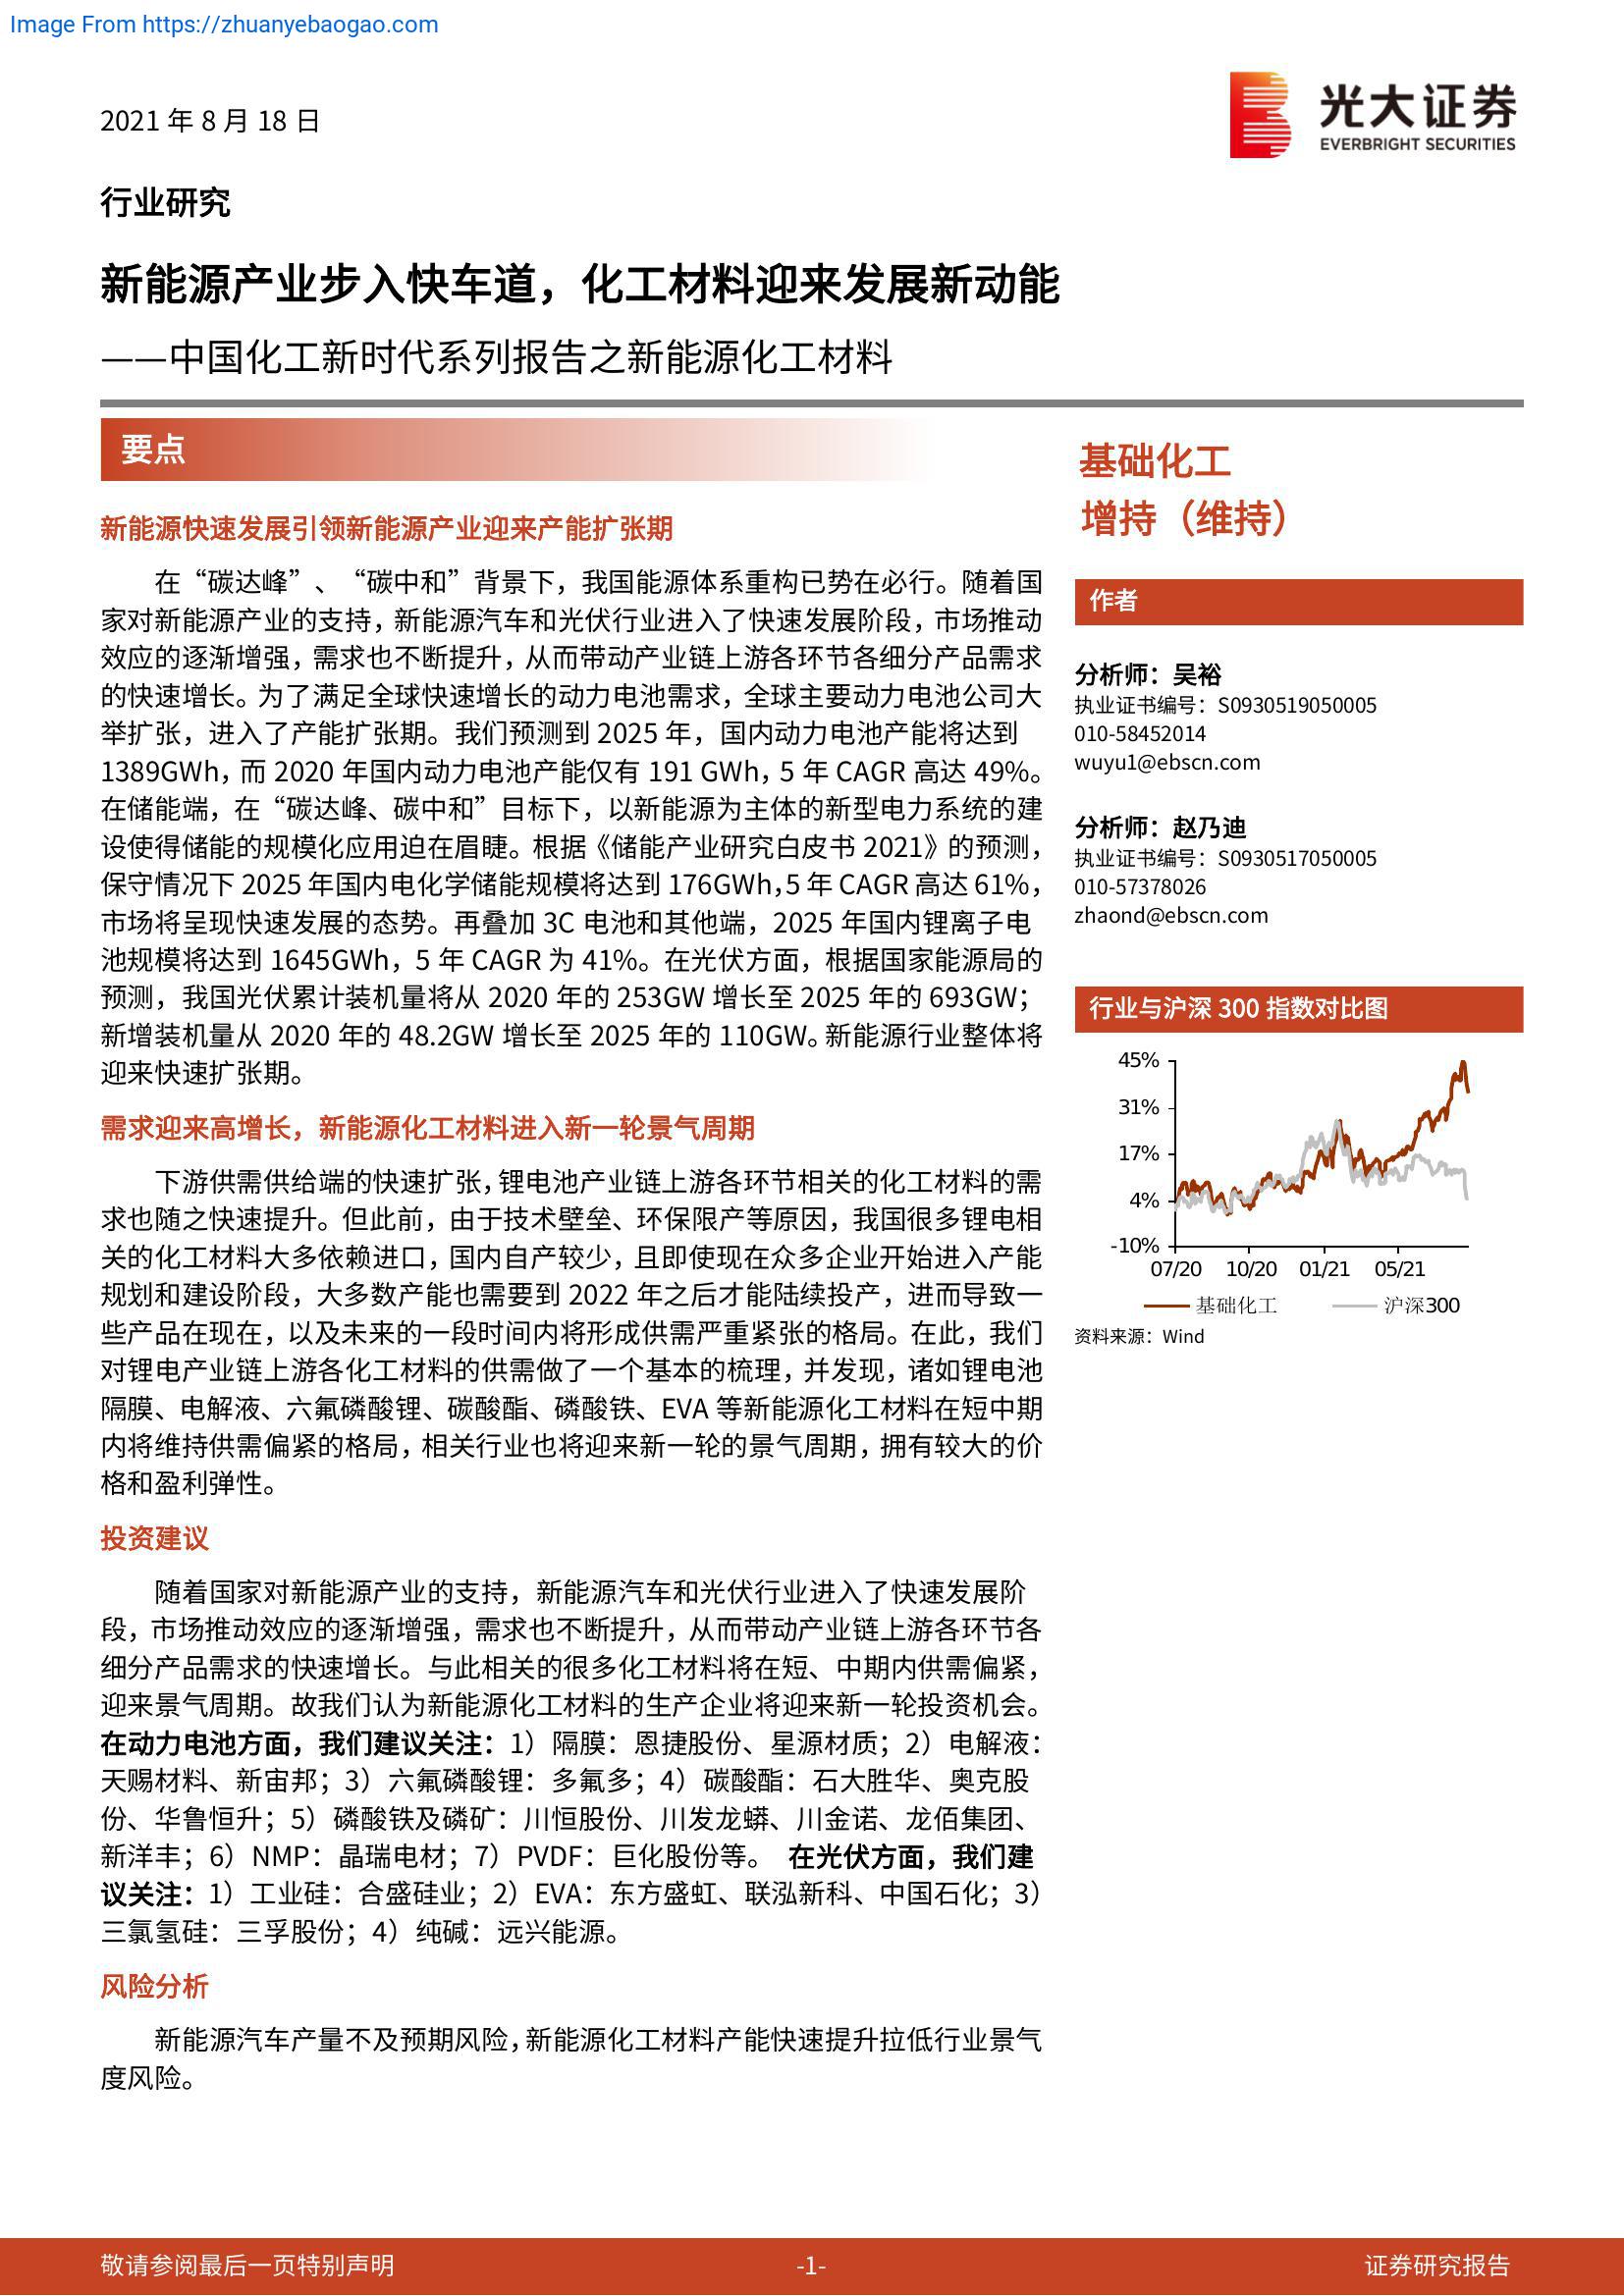 Image From https://zhuanyebaogao.com
2021 年 8 月 18 日
光大证券
EVERBRIGHT SECURITIES
行业研究
新能源产业步入快车道，化工材料迎来发展新动能
——中国化工新时代系列报告之新能源化工材料
要点
新能源快速发展引领新能源产业迎来产能扩张期
在“碳达峰”、“碳中和”背景下，我国能源体系重构已势在必行。随着国
家对新能源产业的支持，新能源汽车和光伏行业进入了快速发展阶段，市场推动
效应的逐渐增强，需求也不断提升，从而带动产业链上游各环节各细分产品需求
的快速增长。为了满足全球快速增长的动力电池需求，全球主要动力电池公司大
举扩张，进入了产能扩张期。我们预测到 2025 年，国内动力电池产能将达到
1389GWh，而 2020 年国内动力电池产能仅有 191 GWh，5 年 CAGR 高达 49%。
在储能端，在“碳达峰、碳中和”目标下，以新能源为主体的新型电力系统的建
设使得储能的规模化应用迫在眉睫。根据《储能产业研究白皮书 2021》的预测，
保守情况下 2025 年国内电化学储能规模将达到 176GWh，5 年 CAGR 高达 61%，
市场将呈现快速发展的态势。再叠加 3C 电池和其他端，2025 年国内锂离子电
池规模将达到 1645GWh，5 年 CAGR 为 41%。在光伏方面，根据国家能源局的
预测，我国光伏累计装机量将从 2020 年的 253GW 增长至 2025 年的 693GW；
新增装机量从 2020 年的 48.2GW 增长至 2025 年的 110GW。新能源行业整体将
迎来快速扩张期。
需求迎来高增长，新能源化工材料进入新一轮景气周期
下游供需供给端的快速扩张，锂电池产业链上游各环节相关的化工材料的需
求也随之快速提升。但此前，由于技术壁垒、环保限产等原因，我国很多锂电相
关的化工材料大多依赖进口，国内自产较少，且即使现在众多企业开始进入产能
规划和建设阶段，大多数产能也需要到 2022 年之后才能陆续投产，进而导致一
些产品在现在，以及未来的一段时间内将形成供需严重紧张的格局。在此，我们
对锂电产业链上游各化工材料的供需做了一个基本的梳理，并发现，诸如锂电池
隔膜、电解液、六氟磷酸锂、碳酸酯、磷酸铁、EVA 等新能源化工材料在短中期
内将维持供需偏紧的格局，相关行业也将迎来新一轮的景气周期，拥有较大的价
格和盈利弹性。
投资建议
随着国家对新能源产业的支持，新能源汽车和光伏行业进入了快速发展阶
段，市场推动效应的逐渐增强，需求也不断提升，从而带动产业链上游各环节各
细分产品需求的快速增长。与此相关的很多化工材料将在短、中期内供需偏紧，
迎来景气周期。故我们认为新能源化工材料的生产企业将迎来新一轮投资机会。
在动力电池方面，我们建议关注：1）隔膜：恩捷股份、星源材质；2）电解液：
天赐材料、新宙邦；3）六氟磷酸锂：多氟多；4）碳酸酯：石大胜华、奥克股
份、华鲁恒升；5）磷酸铁及磷矿：川恒股份、川发龙蟒、川金诺、龙佰集团、
新洋丰；6）NMP：晶瑞电材；7）PVDF：巨化股份等。 在光伏方面，我们建
议关注：1）工业硅：合盛硅业；2）EVA：东方盛虹、联泓新科、中国石化；3）
三氯氢硅：三孚股份；4）纯碱：远兴能源。
风险分析
新能源汽车产量不及预期风险，新能源化工材料产能快速提升拉低行业景气
度风险。
基础化工
增持（维持）
作者
分析师：吴裕
执业证书编号：S0930519050005
010-58452014
wuyu1@ebscn.com
分析师：赵乃迪
执业证书编号：S0930517050005
010-57378026
zhaond@ebscn.com
行业与沪深 300 指数对比图
45%
31%
17%
4%
-10%
07/20 10/20 01/21 05/21
基础化工 沪深300
资料来源：Wind
敬请参阅最后一页特别声明 -1- 证券研究报告